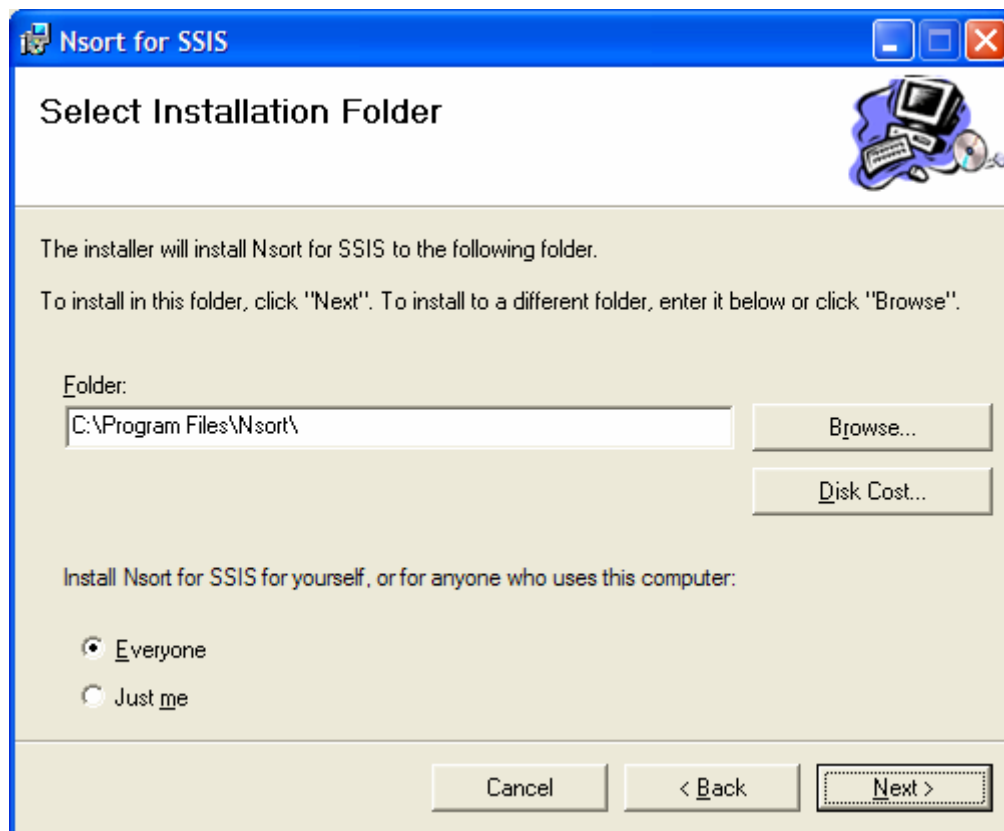 Nsort for SSIS
Select Installation Folder
The installer will install Nsort for SSIS to the following folder.
To install in this folder, click "Next". To install to a different folder, enter it below or click "Browse".
Folder:
C:\Program Files\Nsort\
Browse...
Disk Cost...
Install Nsort for SSIS for yourself, or for anyone who uses this computer:
Everyone
Just me
Cancel
< Back
Next >